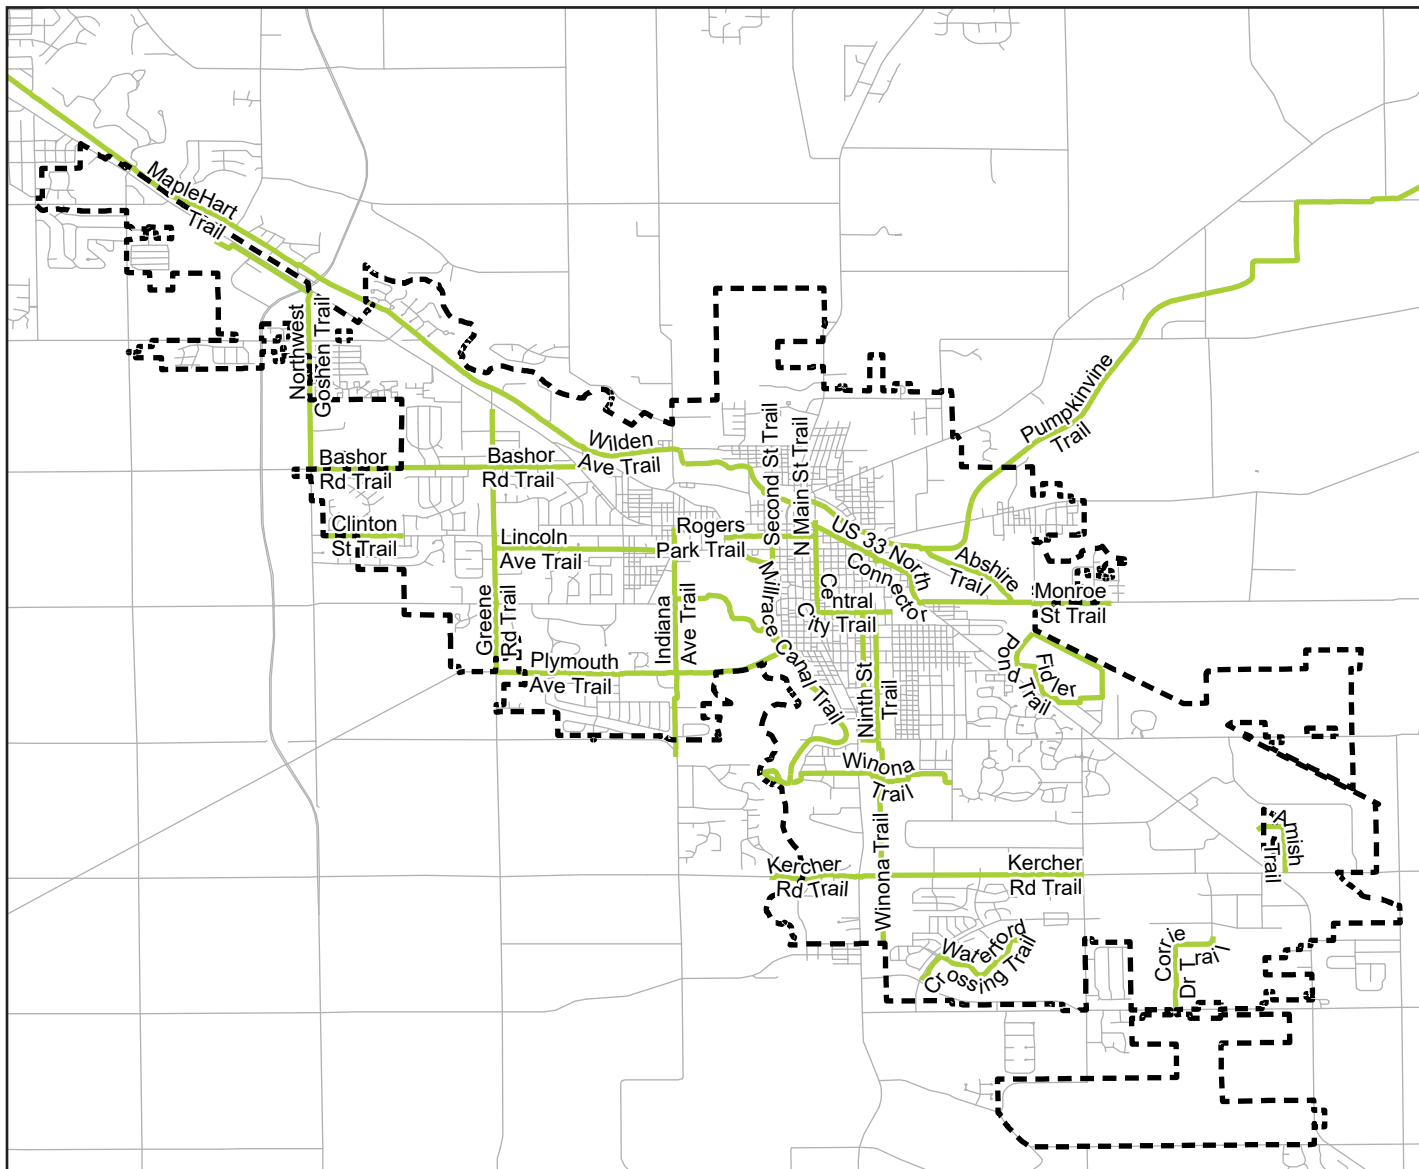 MapleHart
Trail
Northwest
Goshen Trail
Pumpkinvine
Trail
Wilden
Ave Trail
Second St Trail
N Main St Trail
Bashor
Rd Trail
Bashor
Rd Trail
Clinton
St Trail
Lincoln
Ave Trail
Rogers
Park Trail
US 33 North
Connector
Abshire
Trail
Monroe
St Trail
Greene
Rd Trail
Indiana
Ave Trail
Millrace Canal Trail
Central
City Trail
Plymouth
Ave Trail
Ninth St
Trail
Fidler
Pond Trail
Winona
Trail
Winona Trail
Kercher
Rd Trail
Kercher
Rd Trail
Amish
Trail
Waterford
Crossing Trail
Corrie
Dr Trail